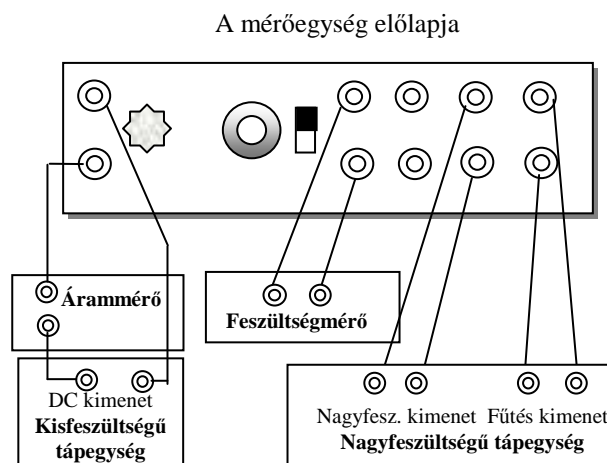 A mérőegység előlapja
Árammérő
Feszültségmérő
DC kimenet
Kisfeszültségű
tápegység
Nagyfesz. kimenet Fűtés kimenet
Nagyfeszültségű tápegység